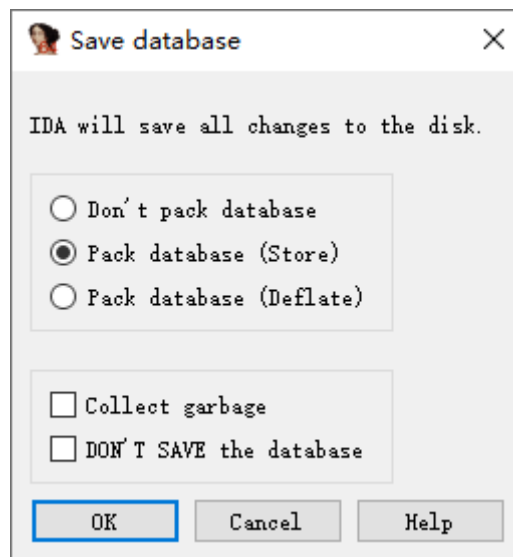 Save database
IDA will save all changes to the disk.
Don't pack database
Pack database (Store)
Pack database (Deflate)
Collect garbage
DON'T SAVE the database
OK
Cancel
Help